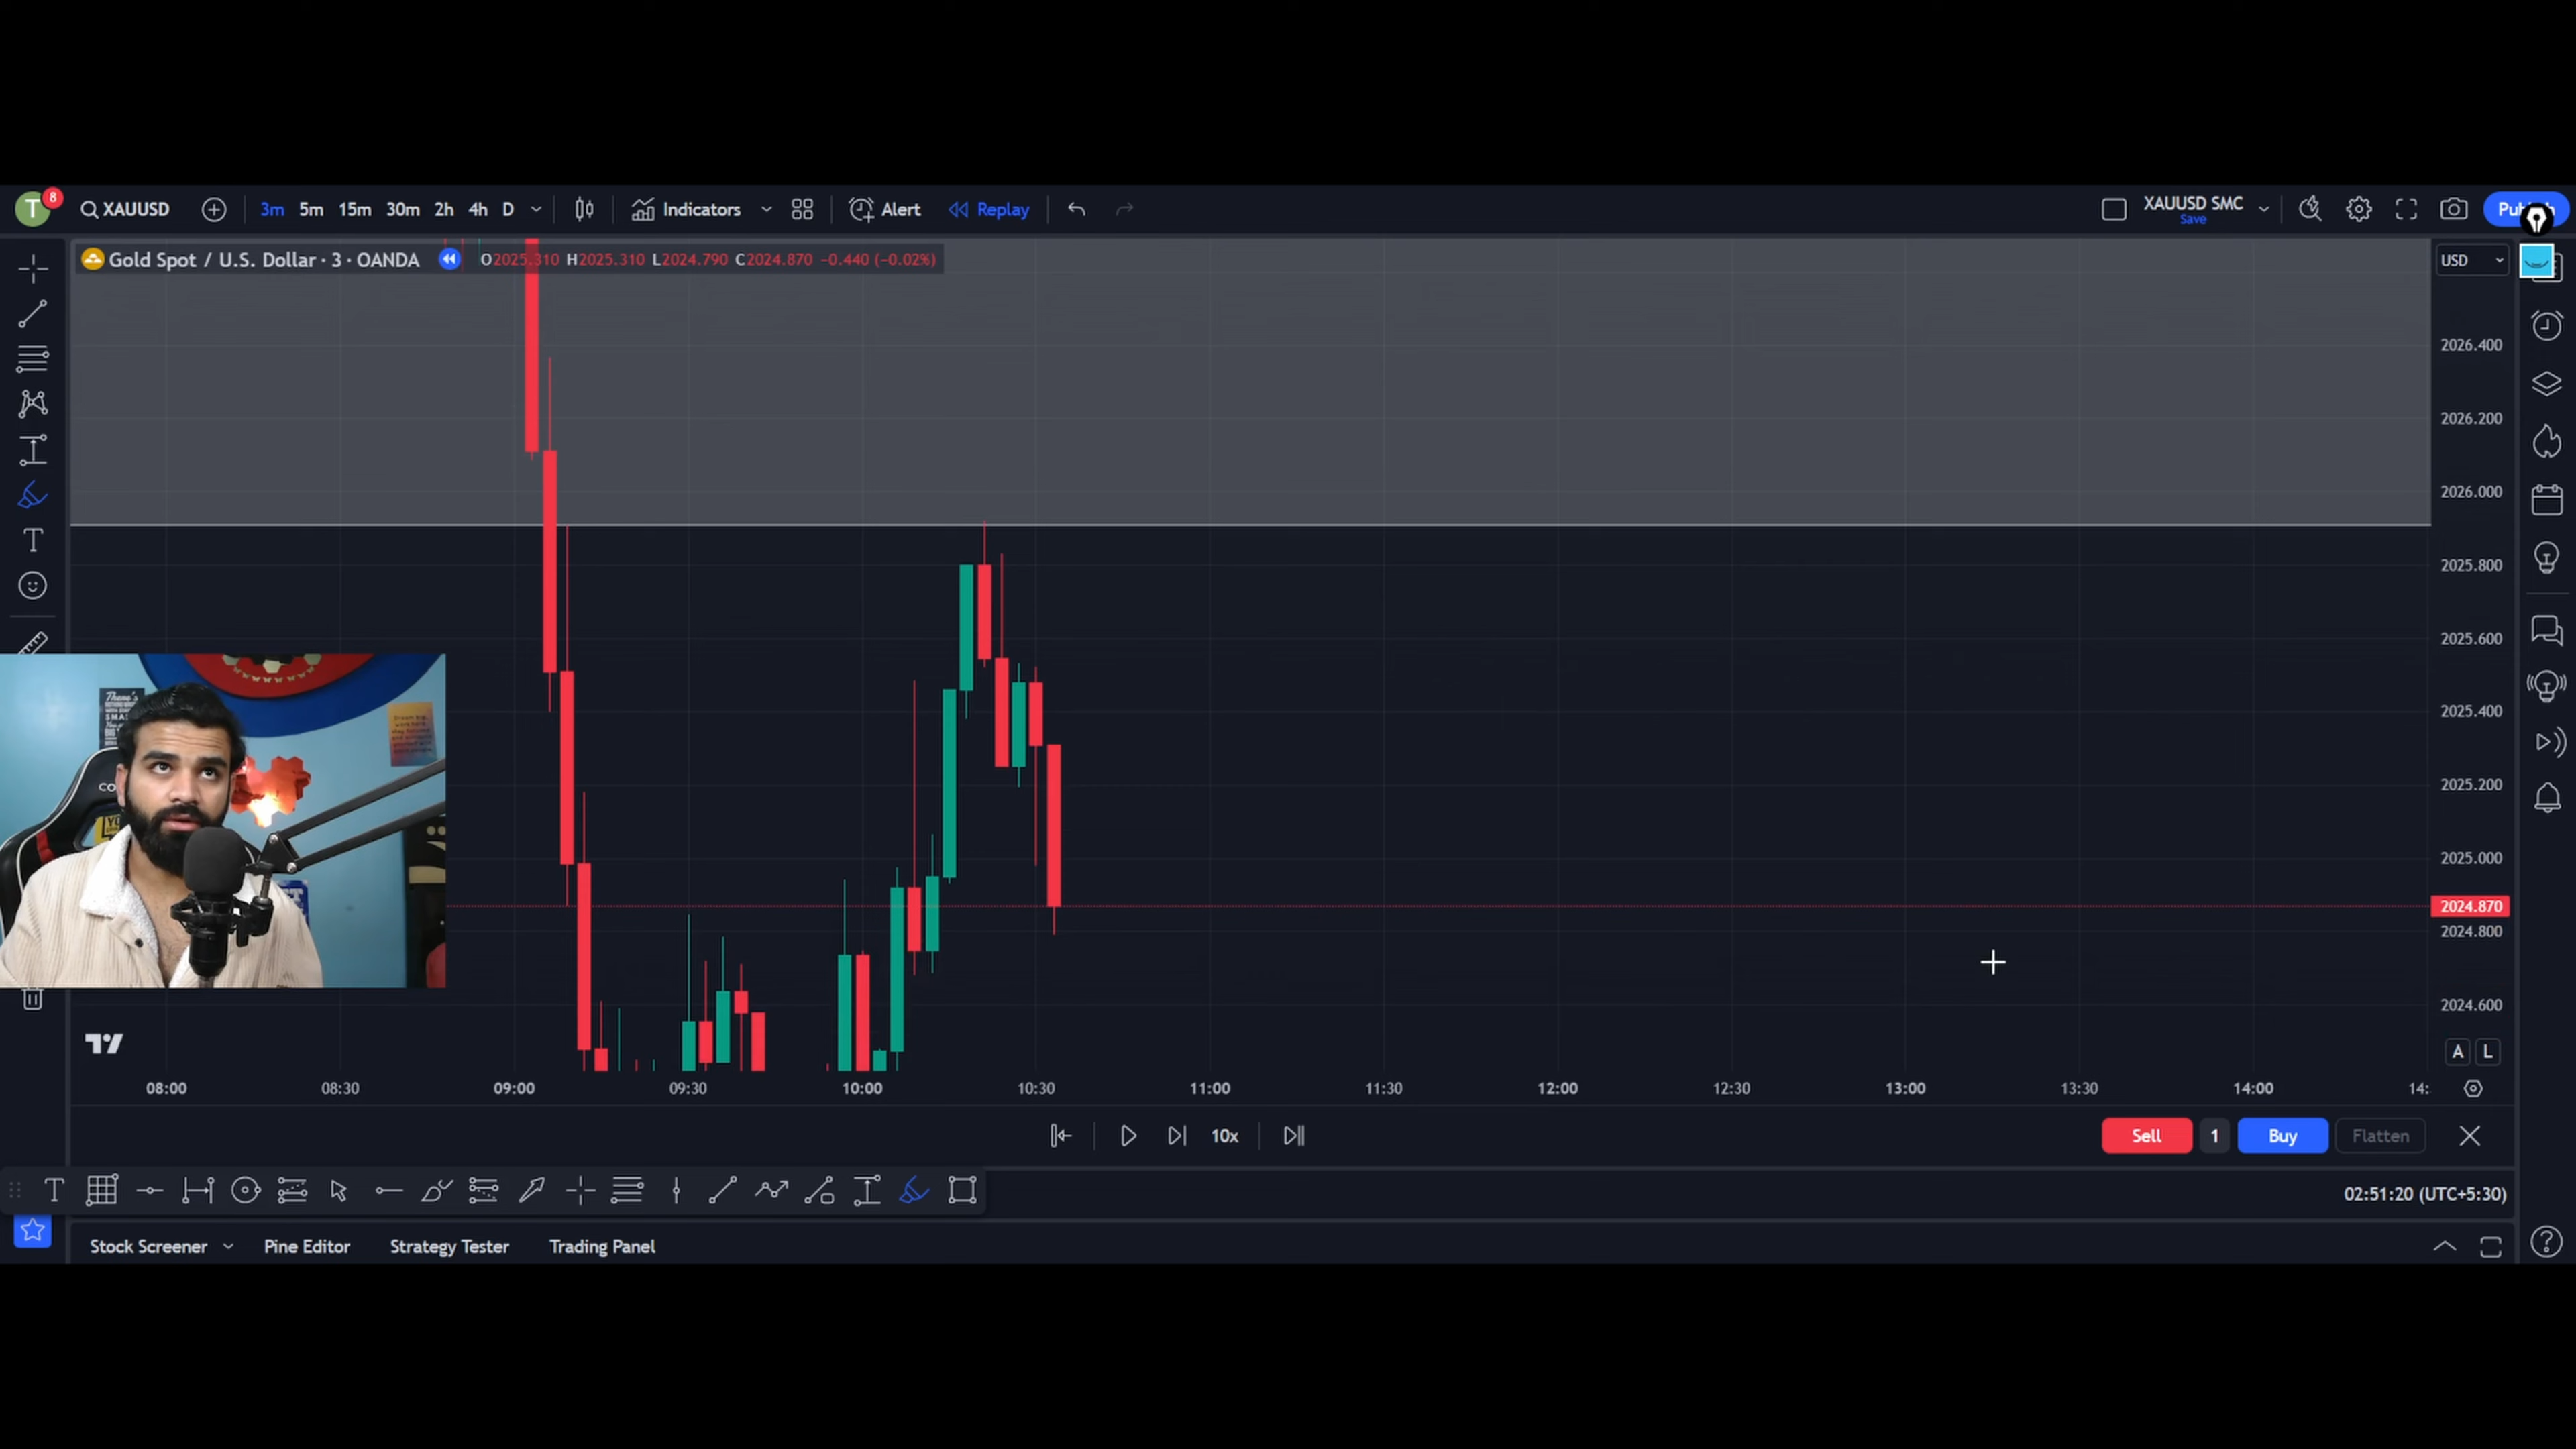 T 8 XAUUSD 3m 5m 15m 30m 2h 4h D Indicators Alert Replay XAUUSD SMC
Save
Gold Spot / U.S. Dollar · 3 · OANDA O2025.310 H2025.310 L2024.790 C2024.870 -0.440 (-0.02%) USD
2026.400
2026.200
2026.000
2025.800
2025.600
2025.400
2025.200
2025.000
2024.870
2024.800
2024.600
There's
A L
08:00 08:30 09:00 09:30 10:00 10:30 11:00 11:30 12:00 12:30 13:00 13:30 14:00 14:
10x Sell 1 Buy Flatten
02:51:20 (UTC+5:30)
Stock Screener Pine Editor Strategy Tester Trading Panel